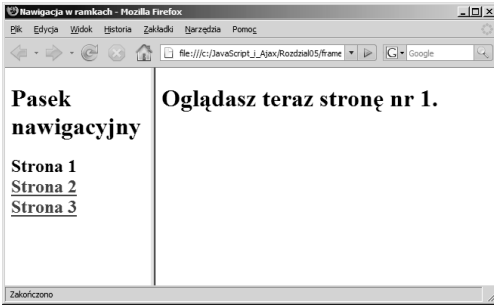 Nawigacja w ramkach - Mozilla Firefox
Plik Edycja Widok Historia Zakładki Narzędzia Pomoc
file:///c:/JavaScript_i_Ajax/Rozdzial05/frame Google
Pasek nawigacyjny
Strona 1
Strona 2
Strona 3
Oglądasz teraz stronę nr 1.
Zakończono